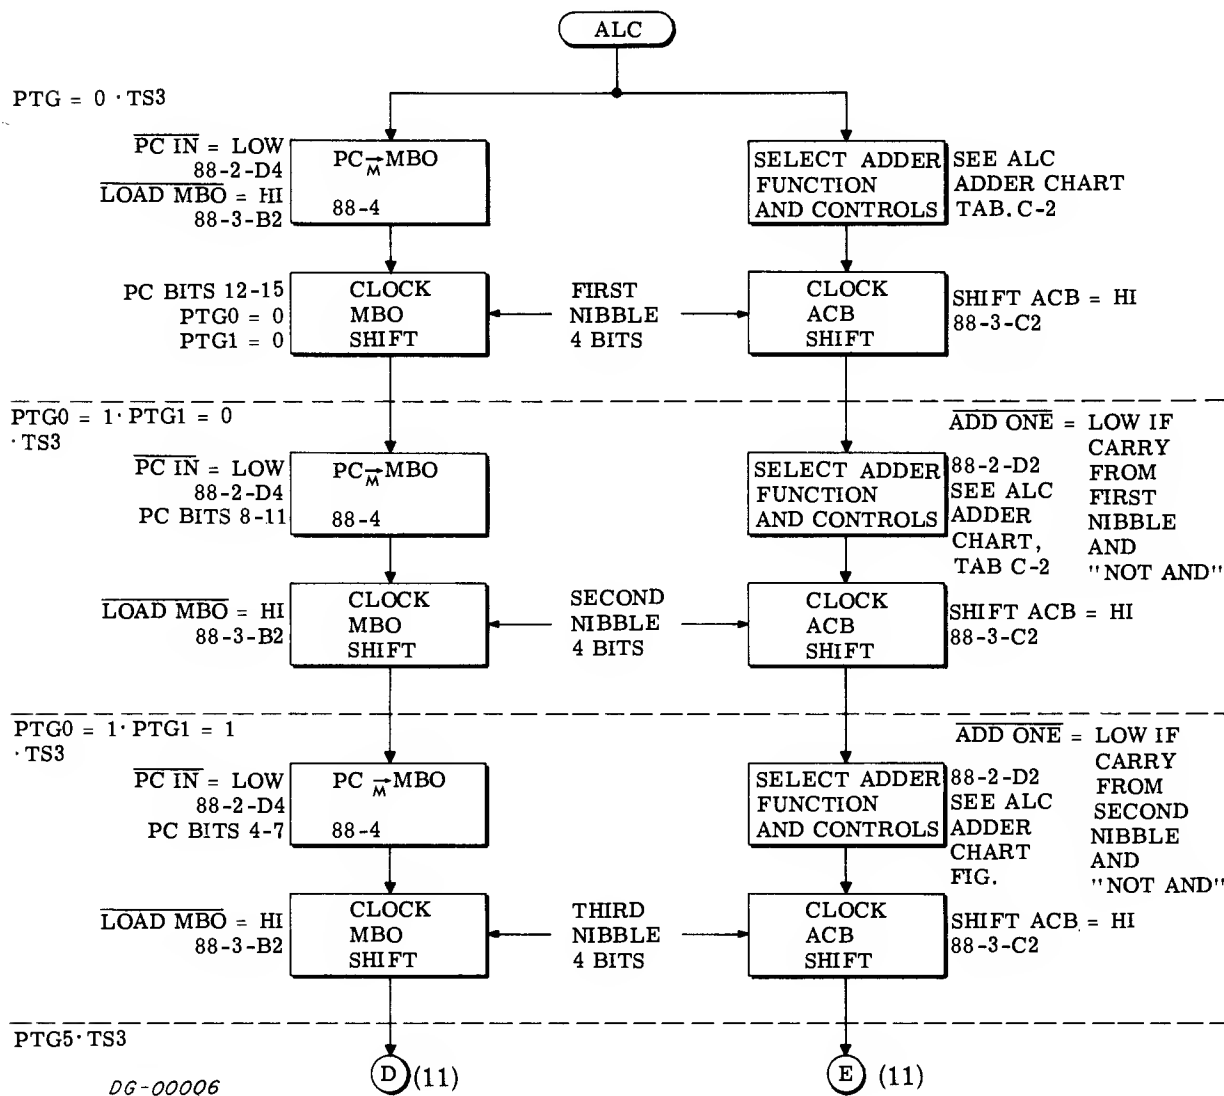 ALC
PTG = 0 · TS3
PC IN = LOW
88-2-D4
LOAD MBO = HI
88-3-B2
PC →M MBO
88-4
SELECT ADDER
FUNCTION
AND CONTROLS
SEE ALC
ADDER CHART
TAB. C-2
PC BITS 12-15
PTG0 = 0
PTG1 = 0
CLOCK
MBO
SHIFT
FIRST
NIBBLE
4 BITS
CLOCK
ACB
SHIFT
SHIFT ACB = HI
88-3-C2
PTG0 = 1 · PTG1 = 0
· TS3
PC IN = LOW
88-2-D4
PC BITS 8-11
PC →M MBO
88-4
SELECT ADDER
FUNCTION
AND CONTROLS
ADD ONE = LOW IF
CARRY
FROM
FIRST
NIBBLE
AND
"NOT AND"
88-2-D2
SEE ALC
ADDER
CHART,
TAB C-2
LOAD MBO = HI
88-3-B2
CLOCK
MBO
SHIFT
SECOND
NIBBLE
4 BITS
CLOCK
ACB
SHIFT
SHIFT ACB = HI
88-3-C2
PTG0 = 1 · PTG1 = 1
· TS3
PC IN = LOW
88-2-D4
PC BITS 4-7
PC →M MBO
88-4
SELECT ADDER
FUNCTION
AND CONTROLS
ADD ONE = LOW IF
CARRY
FROM
SECOND
NIBBLE
AND
"NOT AND"
88-2-D2
SEE ALC
ADDER
CHART
FIG.
LOAD MBO = HI
88-3-B2
CLOCK
MBO
SHIFT
THIRD
NIBBLE
4 BITS
CLOCK
ACB
SHIFT
SHIFT ACB = HI
88-3-C2
PTG5 · TS3
D (11)
E (11)
DG-00006